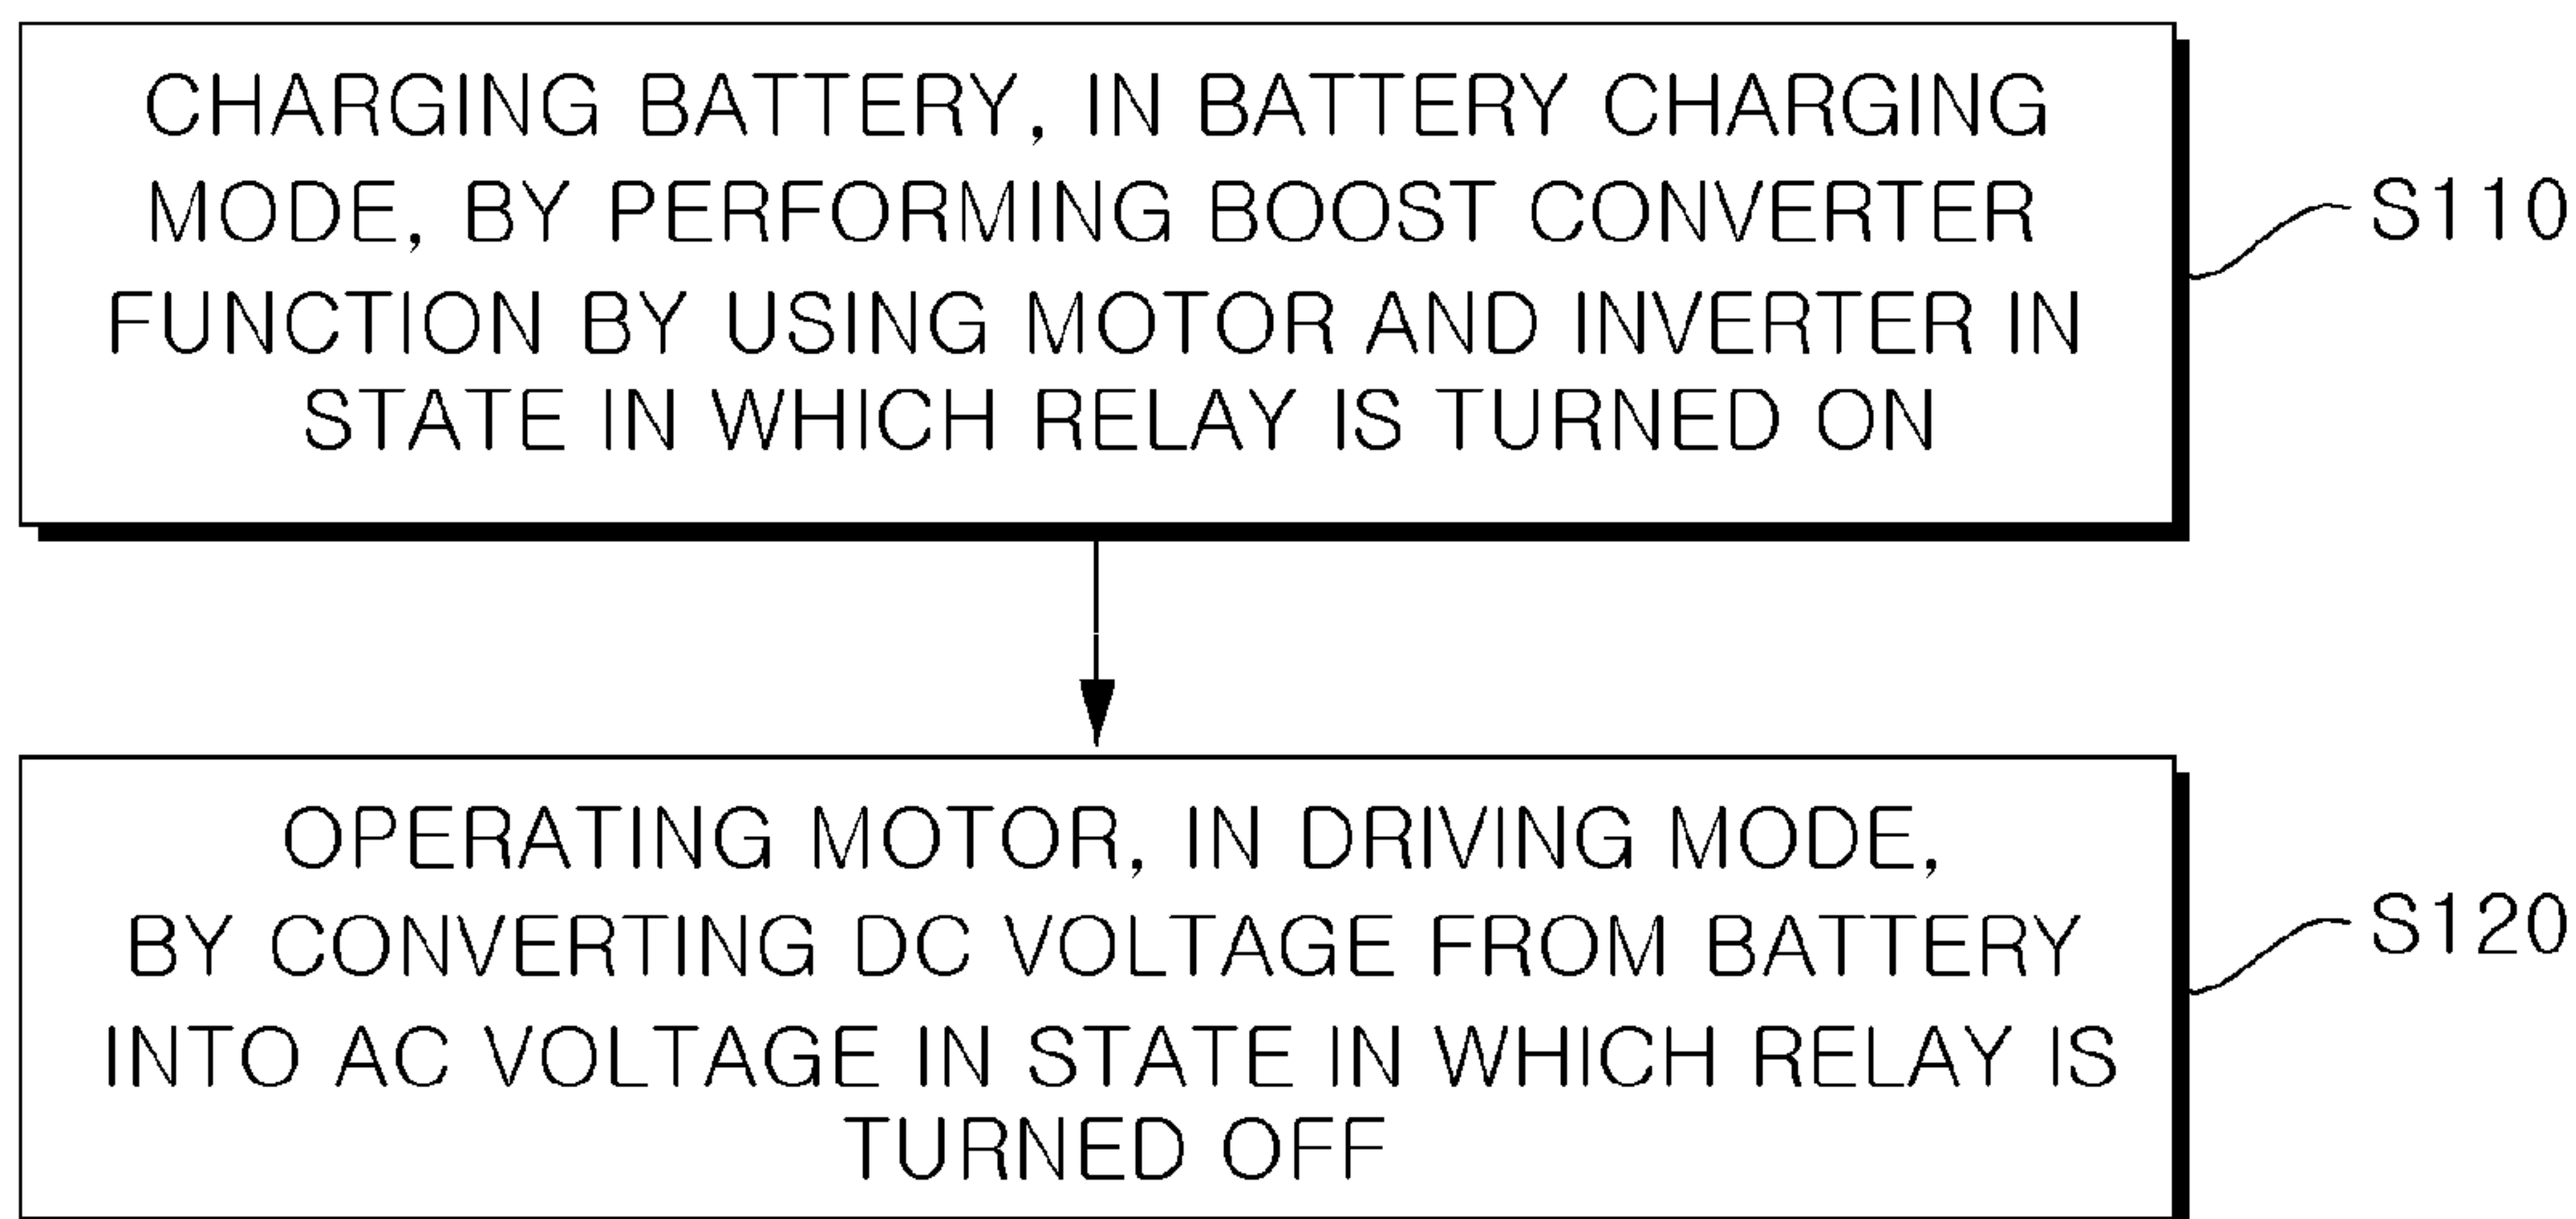 CHARGING BATTERY, IN BATTERY CHARGING
MODE, BY PERFORMING BOOST CONVERTER
FUNCTION BY USING MOTOR AND INVERTER IN
STATE IN WHICH RELAY IS TURNED ON
S110
OPERATING MOTOR, IN DRIVING MODE,
BY CONVERTING DC VOLTAGE FROM BATTERY
INTO AC VOLTAGE IN STATE IN WHICH RELAY IS
TURNED OFF
S120